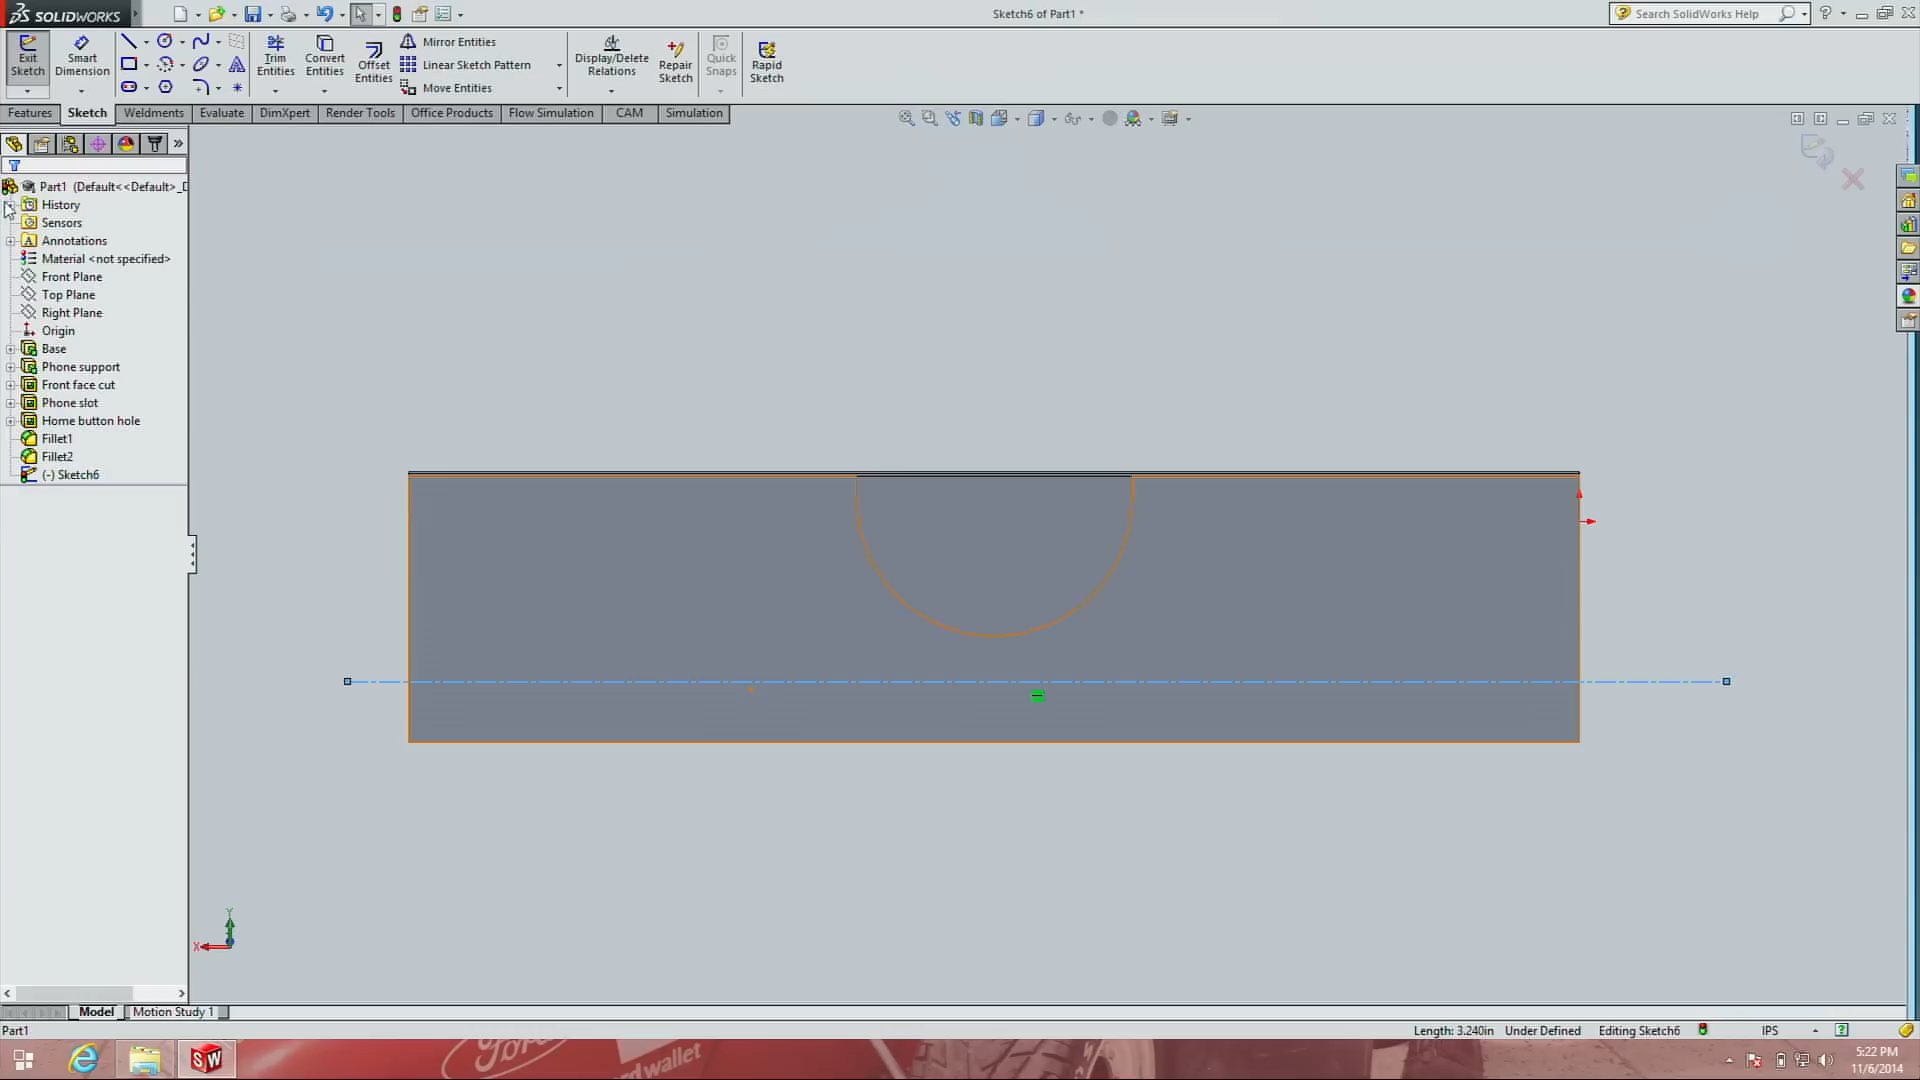 SOLIDWORKS
Sketch6 of Part1 *
Search SolidWorks Help
Exit Sketch
Smart Dimension
Trim Entities
Convert Entities
Offset Entities
Mirror Entities
Linear Sketch Pattern
Move Entities
Display/Delete Relations
Repair Sketch
Quick Snaps
Rapid Sketch
Features
Sketch
Weldments
Evaluate
DimXpert
Render Tools
Office Products
Flow Simulation
CAM
Simulation
Part1 (Default<<Default>_D
History
Sensors
Annotations
Material <not specified>
Front Plane
Top Plane
Right Plane
Origin
Base
Phone support
Front face cut
Phone slot
Home button hole
Fillet1
Fillet2
(-) Sketch6
Y
X
Model
Motion Study 1
Part1
Length: 3.240in
Under Defined
Editing Sketch6
IPS
Ford
rdwallet
SW
5:22 PM
11/6/2014